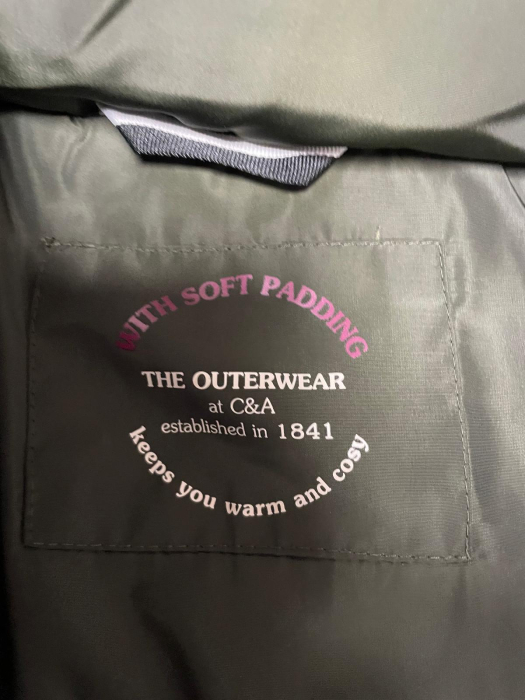 WITH SOFT PADDING
THE OUTERWEAR
at C&A
established in 1841
keeps you warm and cosy